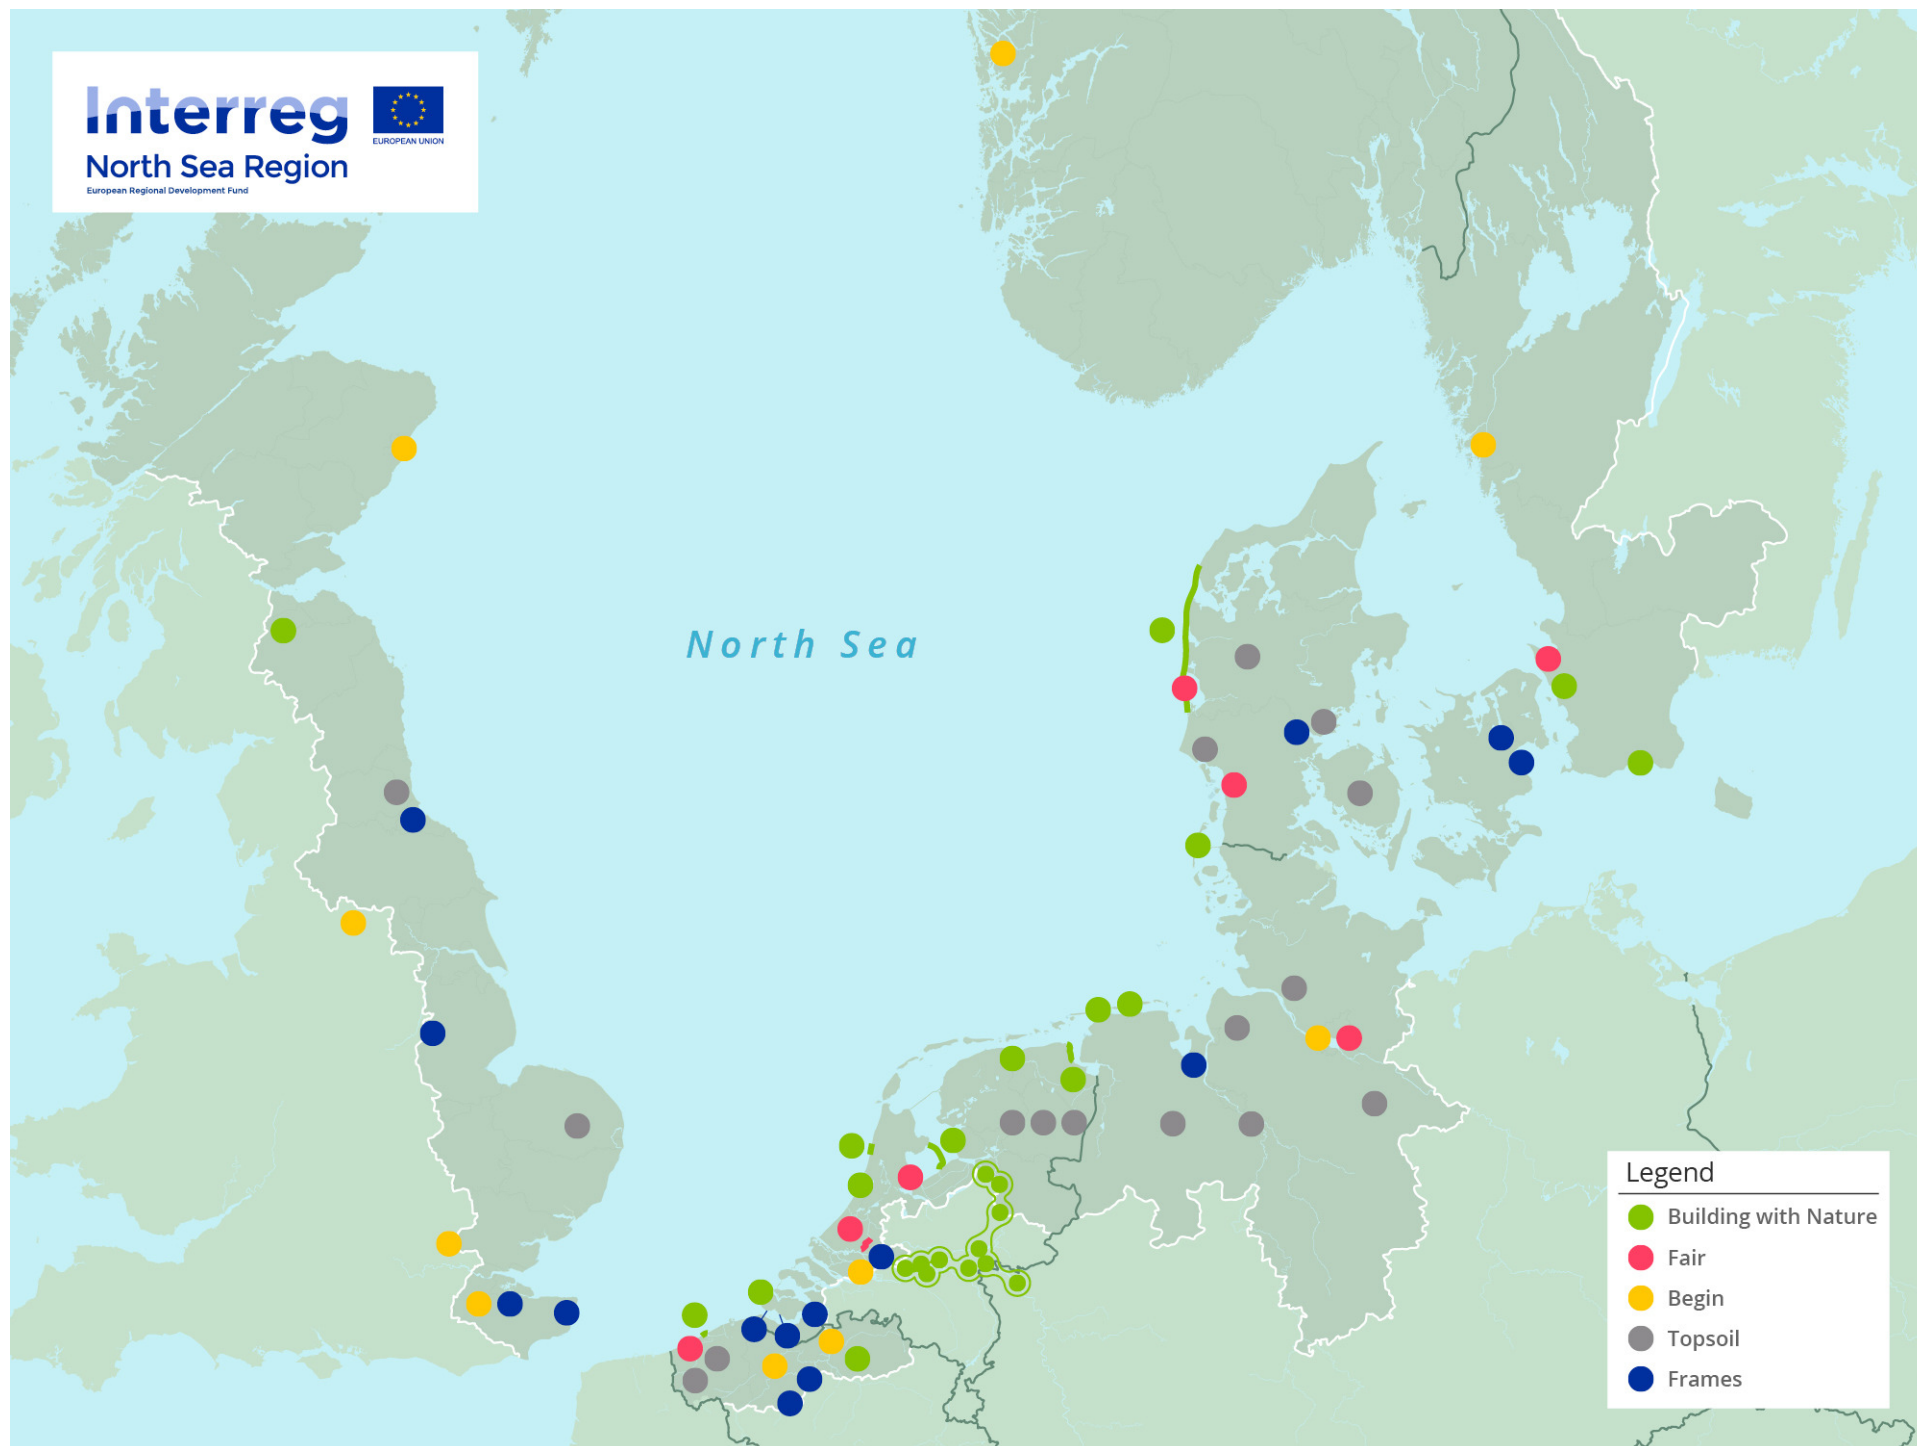 Interreg
EUROPEAN UNION
North Sea Region
European Regional Development Fund
North Sea
Legend
Building with Nature
Fair
Begin
Topsoil
Frames